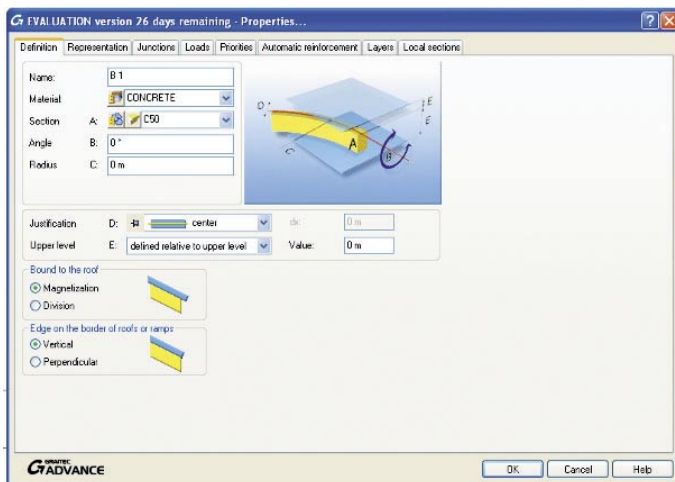 EVALUATION version 26 days remaining - Properties...
Definition Representation Junctions Loads Priorities Automatic reinforcement Layers Local sections
Name: B 1
Material CONCRETE
Section A: C50
Angle B: 0 °
Radius C: 0 m
D E E C A B
Justification D: center dx: 0 m
Upper level E: defined relative to upper level Value: 0 m
Bound to the roof
Magnetization
Division
Edge on the border of roofs or ramps
Vertical
Perpendicular
GRAITEC
ADVANCE
OK Cancel Help